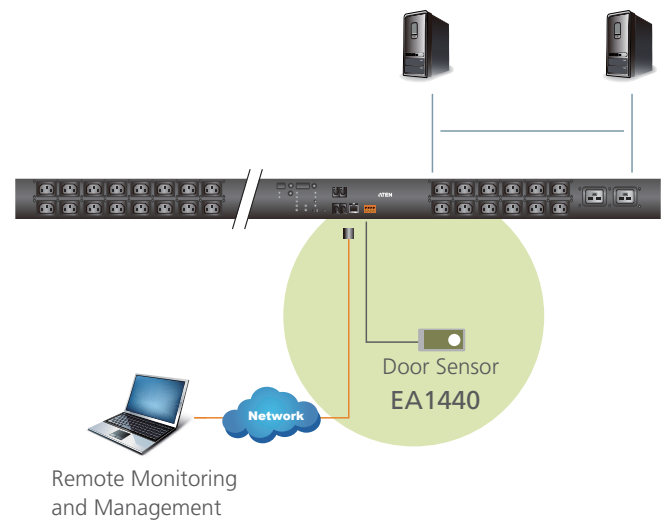 ATEN
Door Sensor
EA1440
Network
Remote Monitoring
and Management